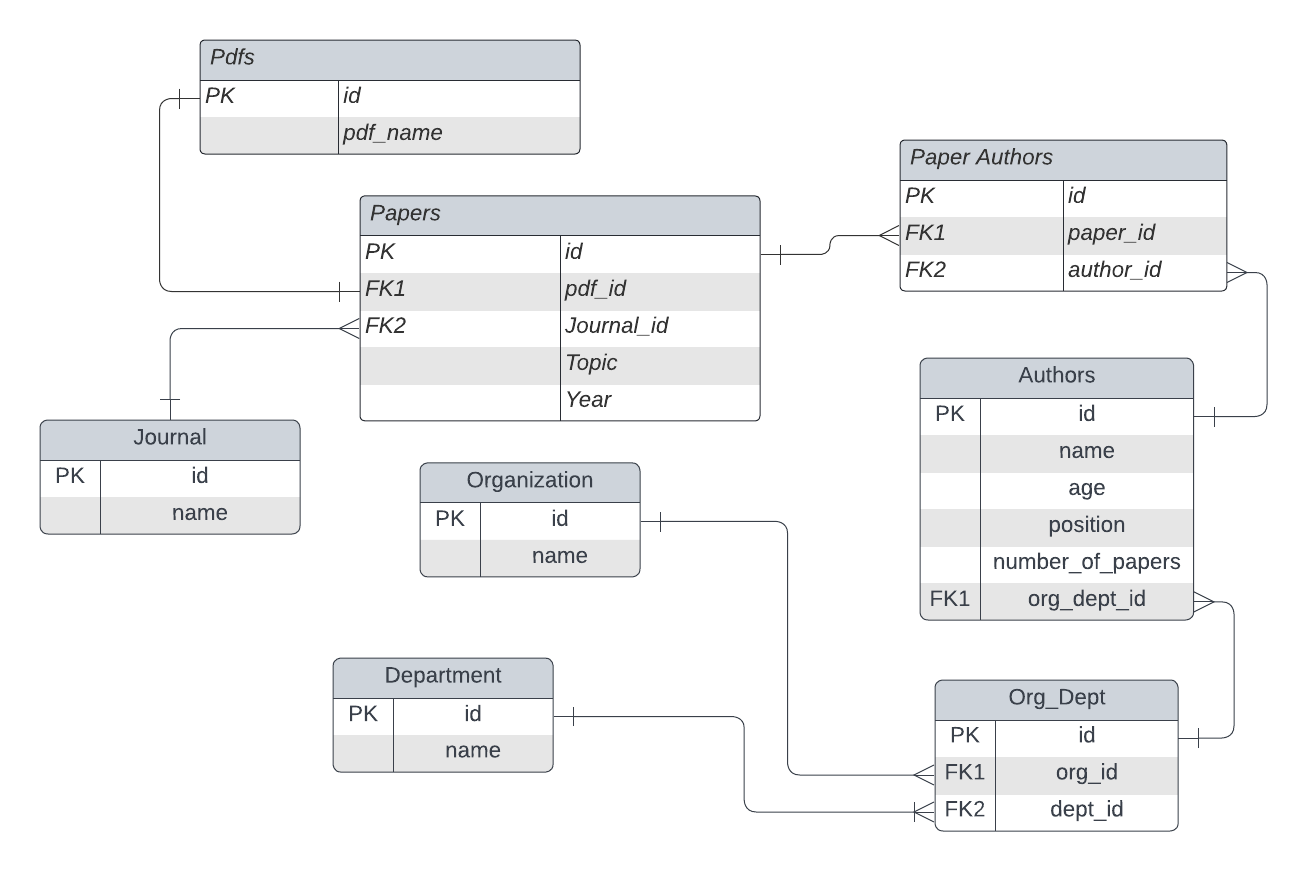 Pdfs
PK id
pdf_name
Papers
PK id
FK1 pdf_id
FK2 Journal_id
Topic
Year
Paper Authors
PK id
FK1 paper_id
FK2 author_id
Journal
PK id
name
Organization
PK id
name
Authors
PK id
name
age
position
number_of_papers
FK1 org_dept_id
Department
PK id
name
Org_Dept
PK id
FK1 org_id
FK2 dept_id